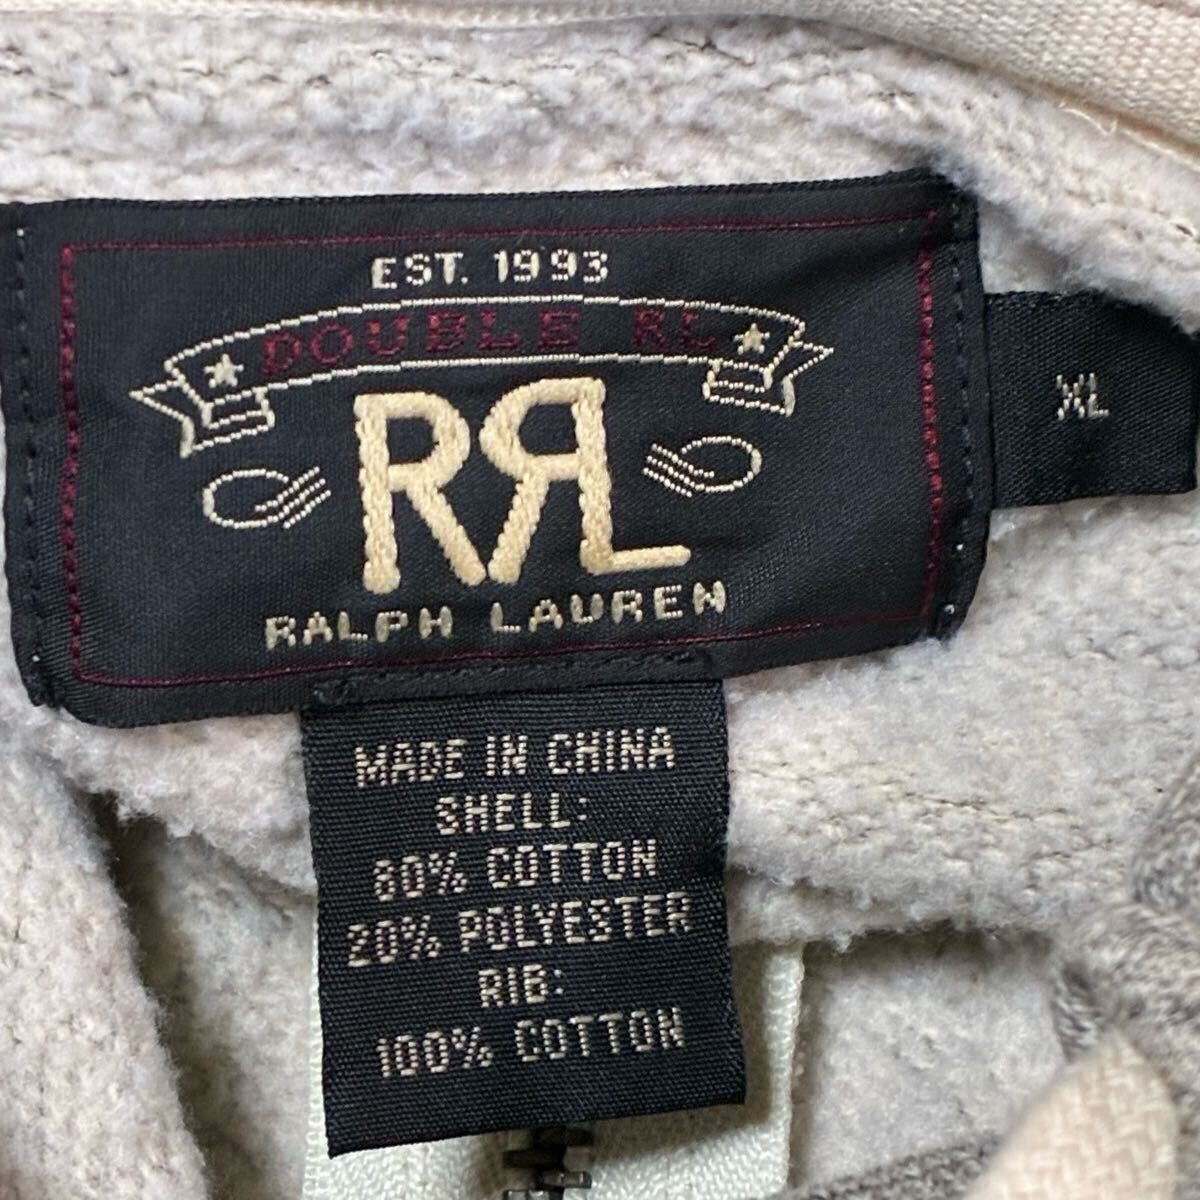 EST. 1993
DOUBLE RL
RRL
RALPH LAUREN
XL
MADE IN CHINA
SHELL:
80% COTTON
20% POLYESTER
RIB:
100% COTTON